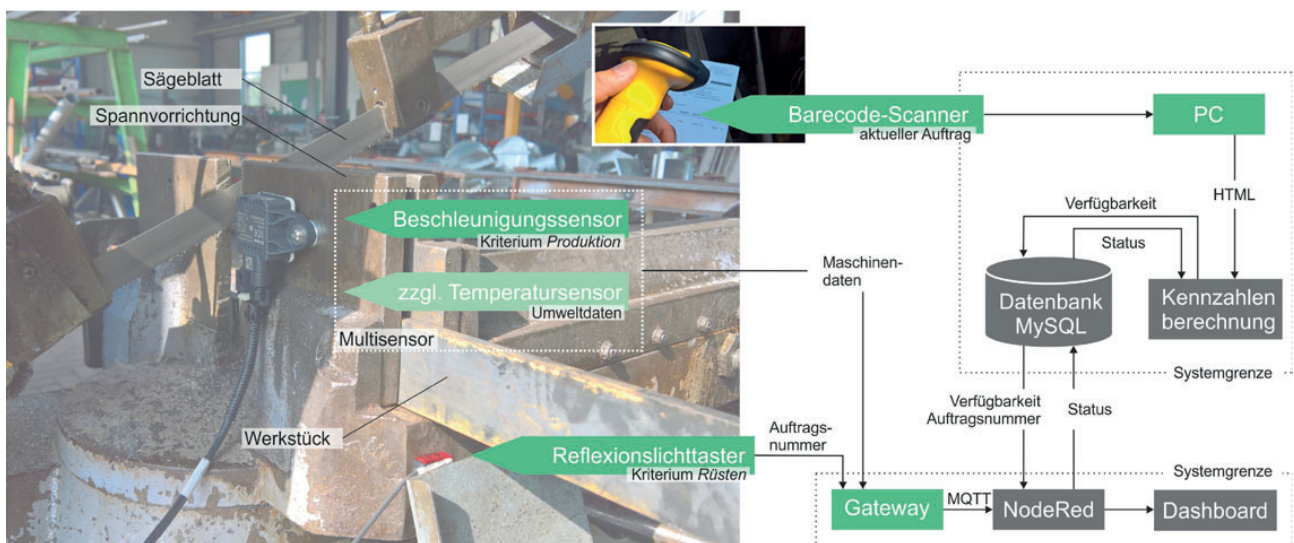 Sägeblatt
Spannvorrichtung
Barecode-Scanner
aktueller Auftrag
PC
HTML
Beschleunigungssensor
Kriterium Produktion
zzgl. Temperatursensor
Umweltdaten
Multisensor
Maschinen-
daten
Verfügbarkeit
Status
Datenbank
MySQL
Kennzahlen
berechnung
Systemgrenze
Verfügbarkeit
Auftragsnummer
Status
Werkstück
Reflexionslichttaster
Kriterium Rüsten
Auftrags-
nummer
Systemgrenze
Gateway
MQTT
NodeRed
Dashboard